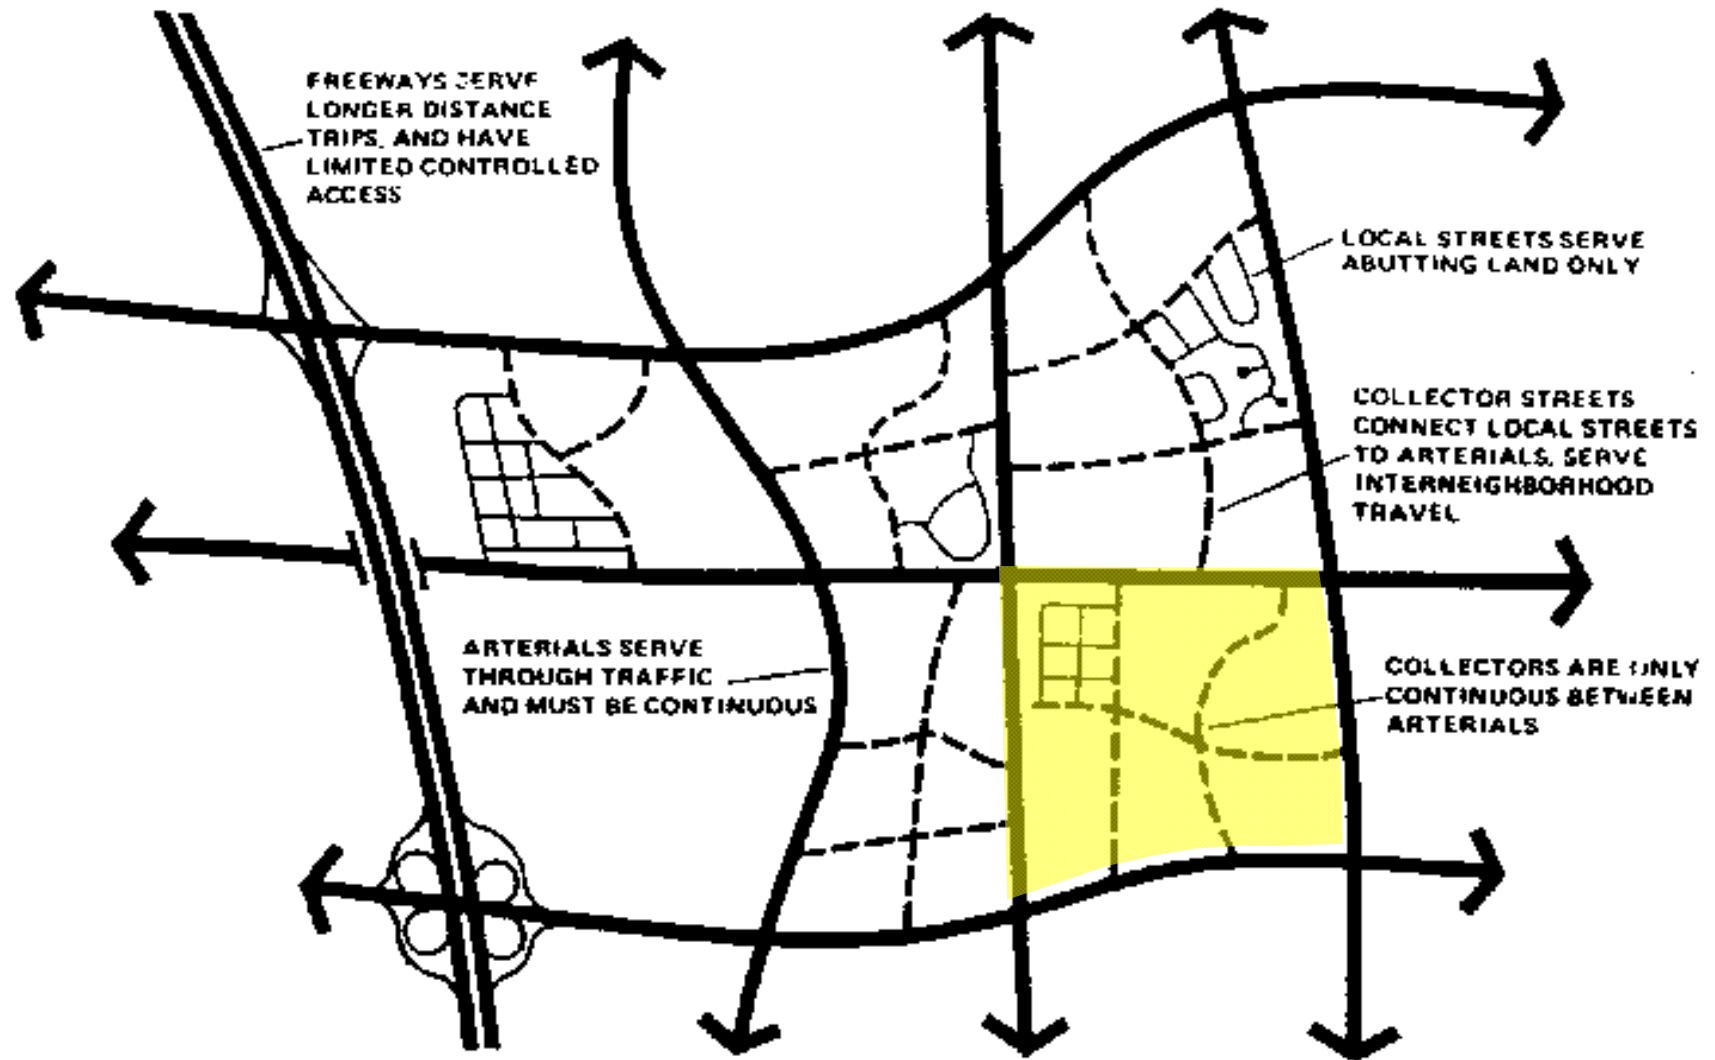 FREEWAYS SERVE
LONGER DISTANCE
TRIPS, AND HAVE
LIMITED CONTROLLED
ACCESS
LOCAL STREETS SERVE
ABUTTING LAND ONLY
COLLECTOR STREETS
CONNECT LOCAL STREETS
TO ARTERIALS, SERVE
INTERNEIGHBORHOOD
TRAVEL
ARTERIALS SERVE
THROUGH TRAFFIC
AND MUST BE CONTINUOUS
COLLECTORS ARE ONLY
CONTINUOUS BETWEEN
ARTERIALS